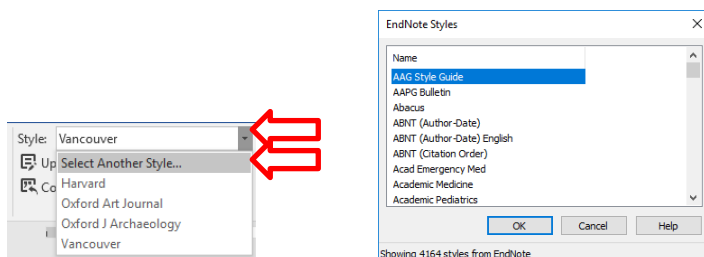 Style: Vancouver
Up Select Another Style...
Co Harvard
Oxford Art Journal
Oxford J Archaeology
Vancouver
EndNote Styles
Name
AAG Style Guide
AAPG Bulletin
Abacus
ABNT (Author-Date)
ABNT (Author-Date) English
ABNT (Citation Order)
Acad Emergency Med
Academic Medicine
Academic Pediatrics
OK Cancel Help
Showing 4164 styles from EndNote